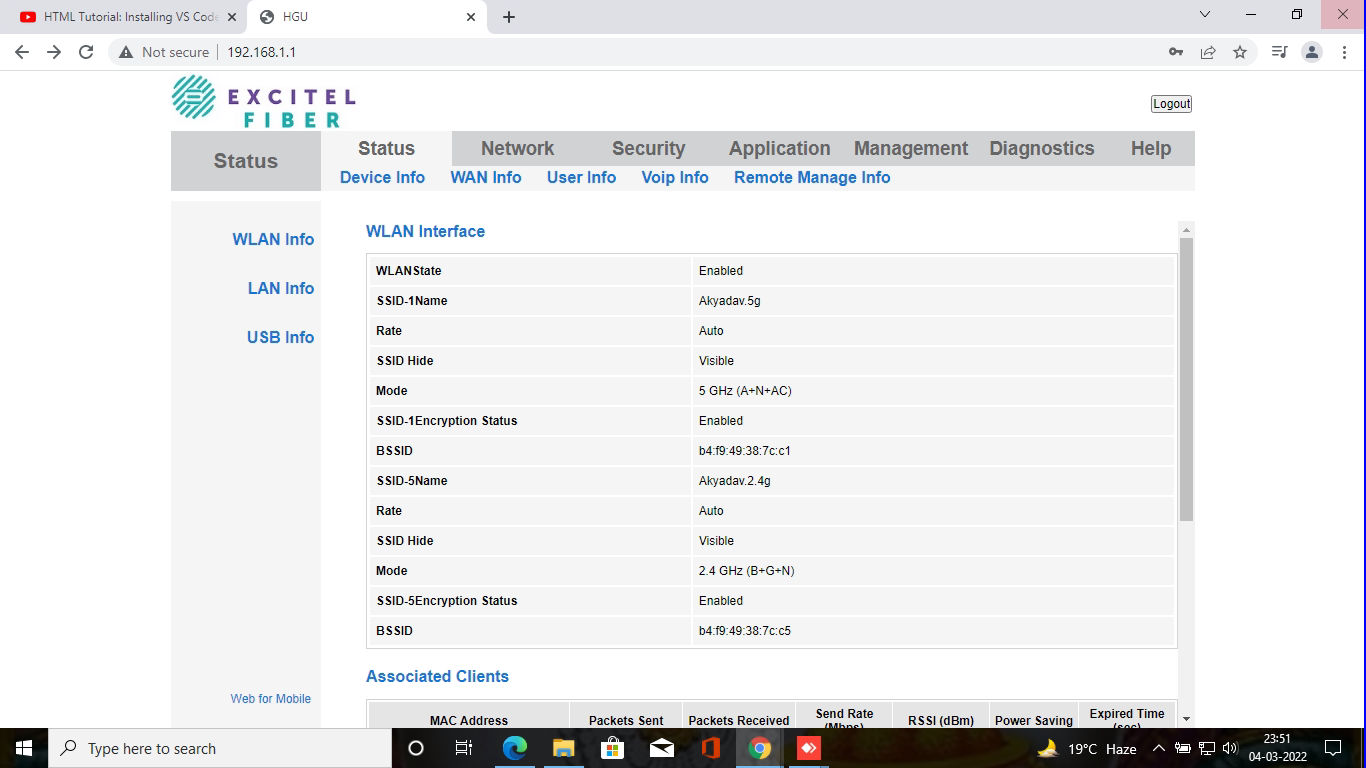 HTML Tutorial: Installing VS Code
HGU
Not secure 192.168.1.1
EXCITEL
FIBER
Logout
Status
Status Network Security Application Management Diagnostics Help
Device Info WAN Info User Info Voip Info Remote Manage Info
WLAN Info
LAN Info
USB Info
Web for Mobile
WLAN Interface
WLANState Enabled
SSID-1Name Akyadav.5g
Rate Auto
SSID Hide Visible
Mode 5 GHz (A+N+AC)
SSID-1Encryption Status Enabled
BSSID b4:f9:49:38:7c:c1
SSID-5Name Akyadav.2.4g
Rate Auto
SSID Hide Visible
Mode 2.4 GHz (B+G+N)
SSID-5Encryption Status Enabled
BSSID b4:f9:49:38:7c:c5
Associated Clients
MAC Address Packets Sent Packets Received Send Rate (Mbps) RSSI (dBm) Power Saving Expired Time (sec)
Type here to search
19°C Haze
23:51
04-03-2022